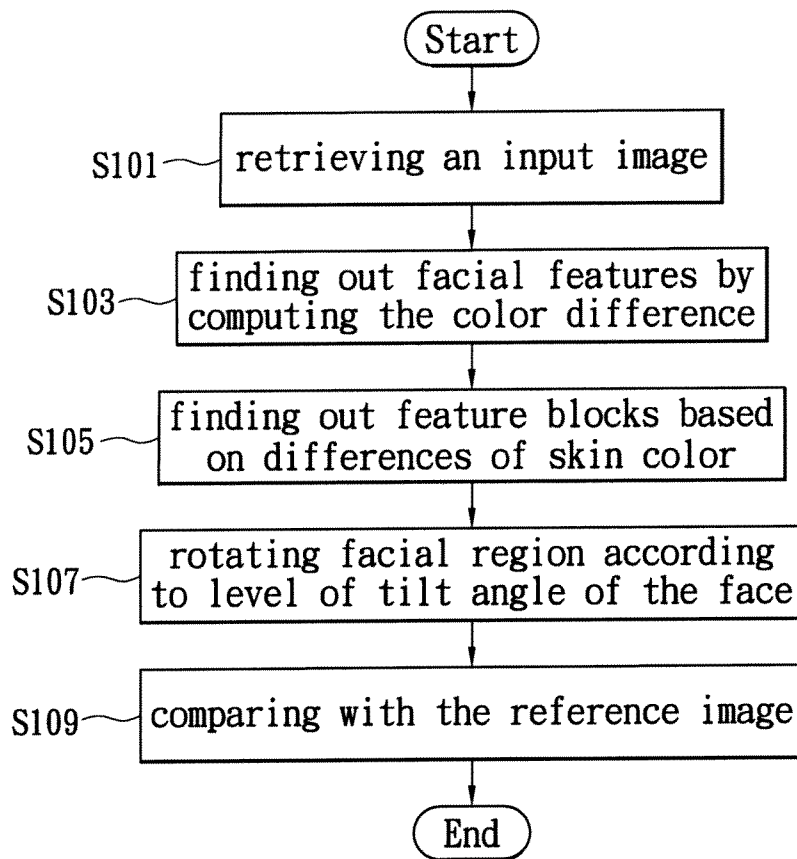 Start
S101
retrieving an input image
S103
finding out facial features by
computing the color difference
S105
finding out feature blocks based
on differences of skin color
S107
rotating facial region according
to level of tilt angle of the face
S109
comparing with the reference image
End